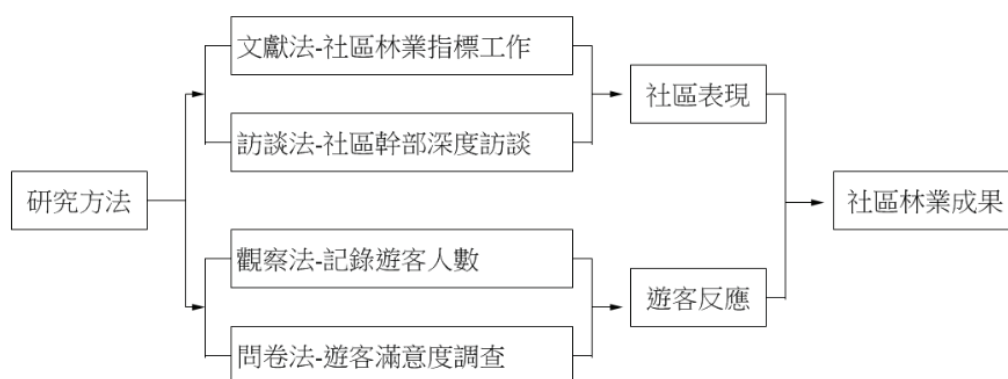 文獻法-社區林業指標工作
社區表現
訪談法-社區幹部深度訪談
研究方法
社區林業成果
觀察法-記錄遊客人數
遊客反應
問卷法-遊客滿意度調查